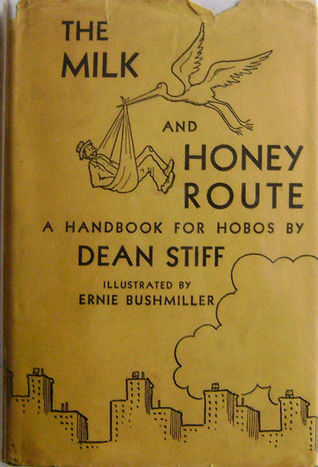 THE
MILK
AND
HONEY
ROUTE
A HANDBOOK FOR HOBOS BY
DEAN STIFF
ILLUSTRATED BY
ERNIE BUSHMILLER